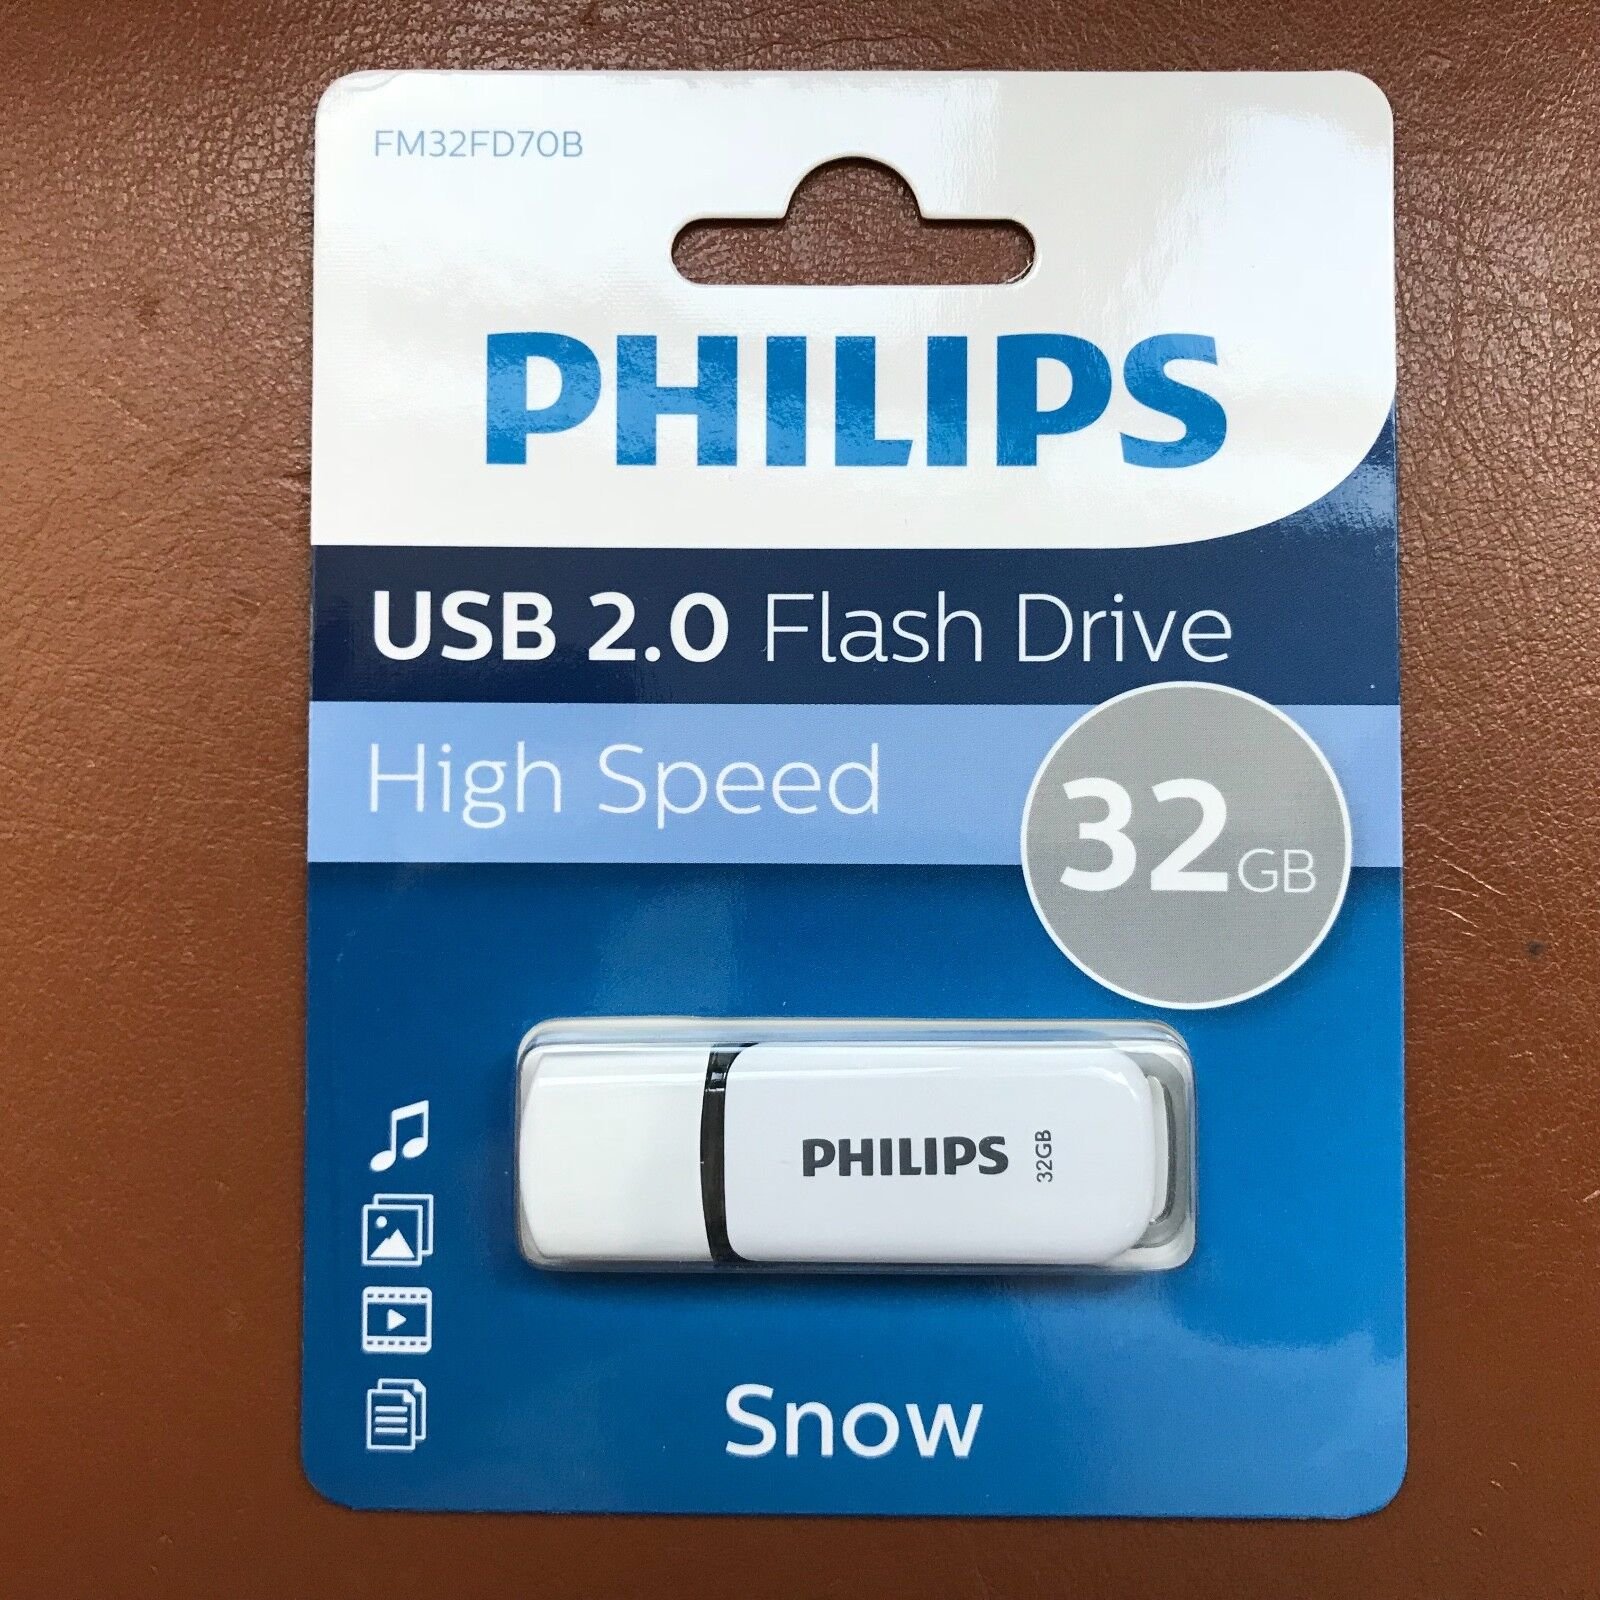 FM32FD70B
PHILIPS
USB 2.0 Flash Drive
High Speed
32GB
PHILIPS 32GB
Snow